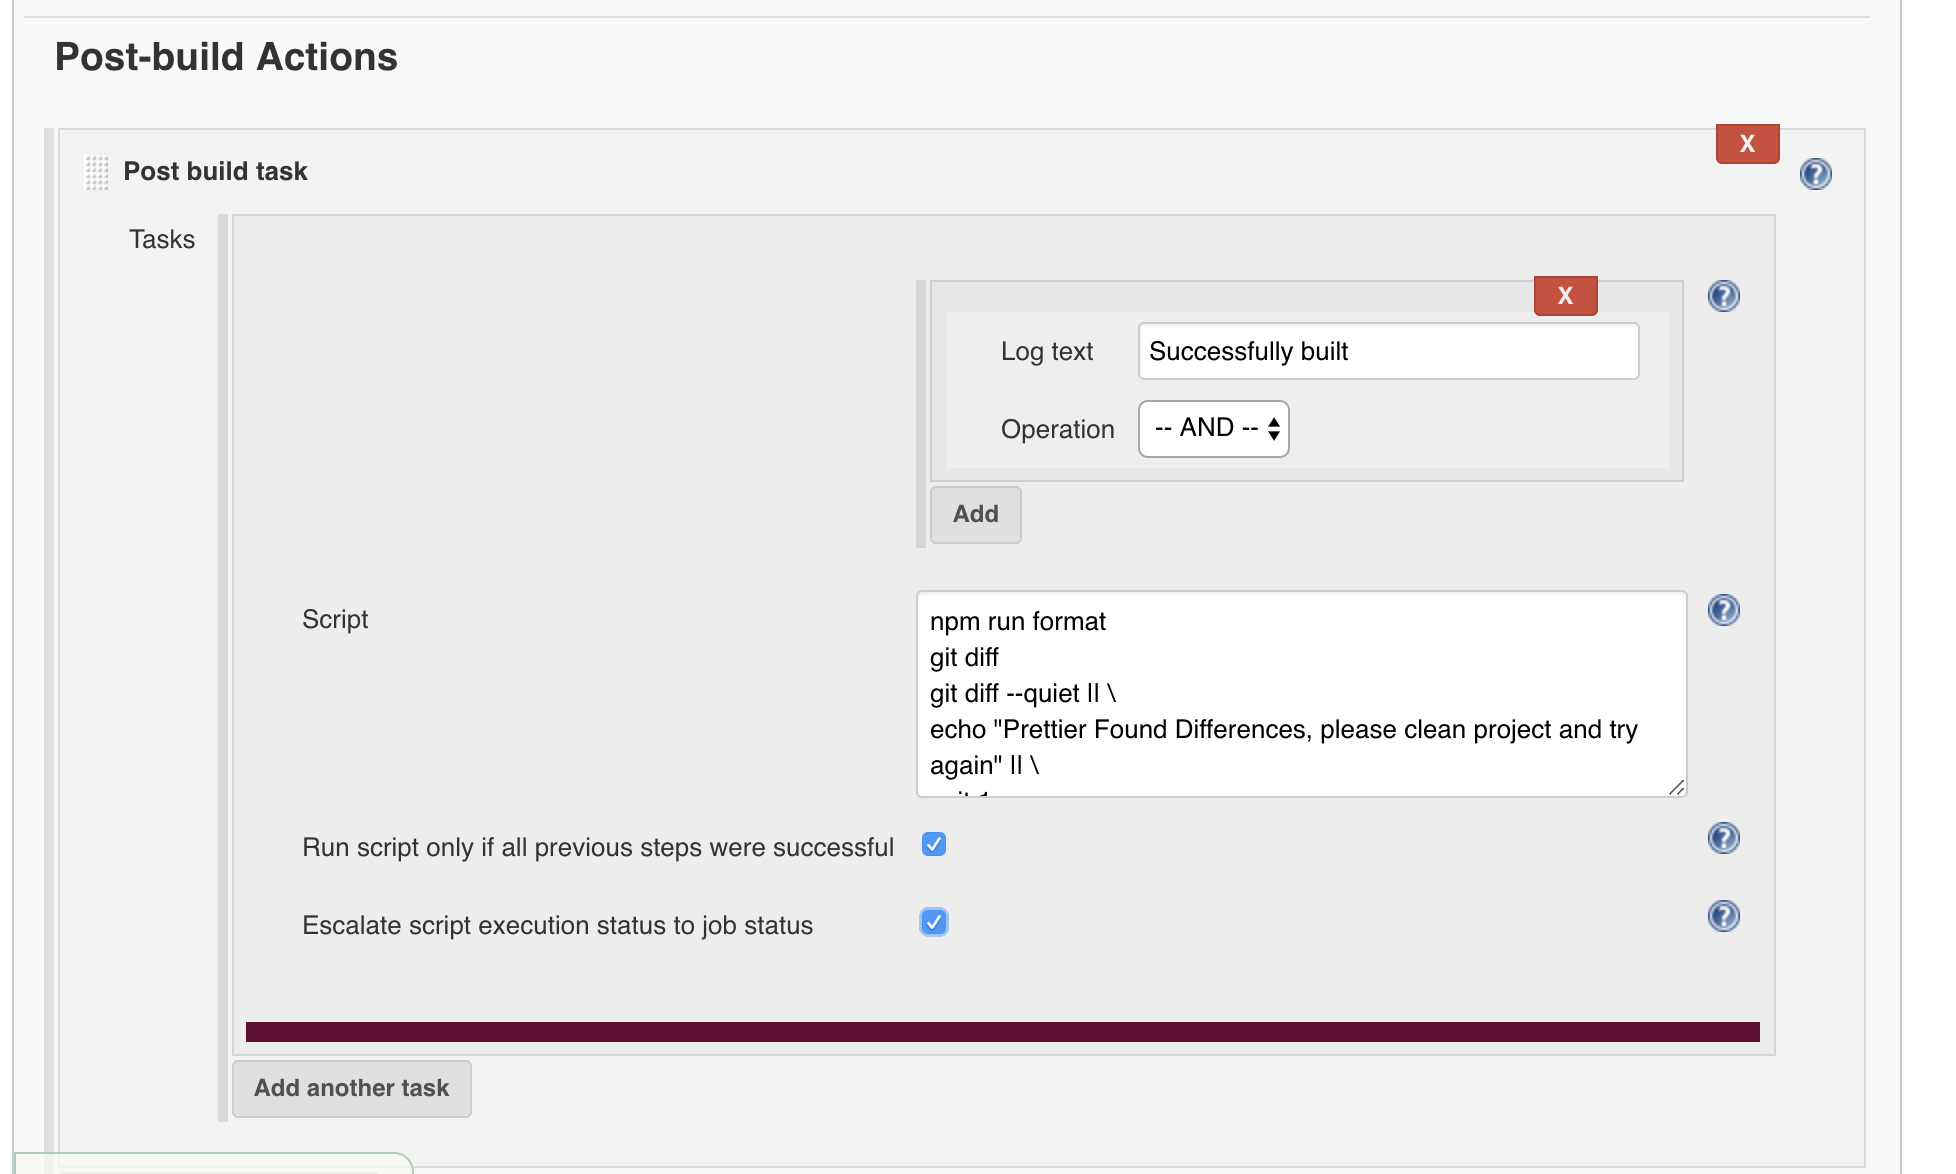 Post-build Actions
X
Post build task
Tasks
X
Log text
Successfully built
Operation
-- AND --
Add
Script
npm run format
git diff
git diff --quiet || \
echo "Prettier Found Differences, please clean project and try
again" || \
Run script only if all previous steps were successful
Escalate script execution status to job status
Add another task